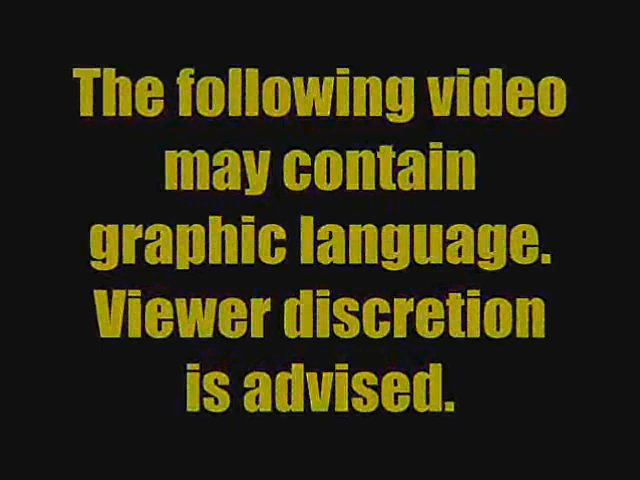 The following video
may contain
graphic language.
Viewer discretion
is advised.